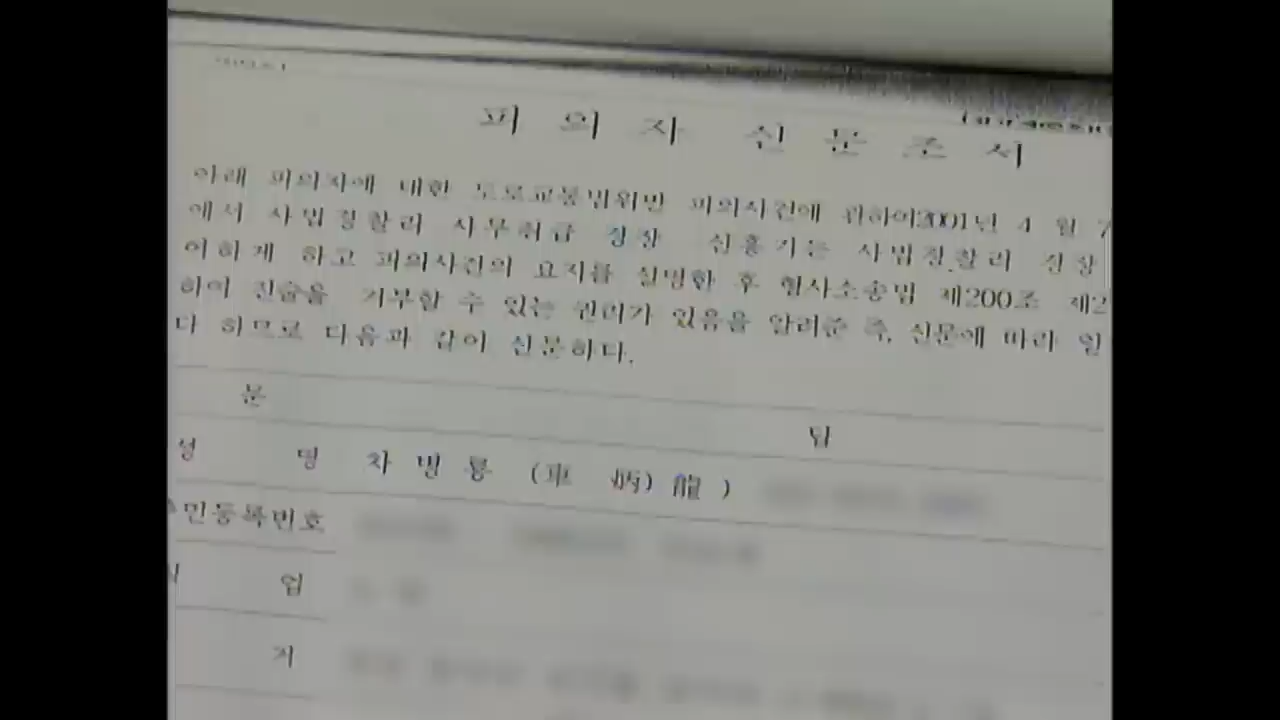 피 의 자 신 문 조 서
아래 피의자에 대한 도로교통법위반 피의사건에 관하여2001년 4 월 7
에서 사법경찰리 사무취급 경장 신흥기는 사법경찰리 경장
여하게 하고 피의사건의 요지를 설명한 후 형사소송법 제200조 제2
하여 진술을 거부할 수 있는 권리가 있음을 알려준 즉, 신문에 따라 임
다 하므로 다음과 같이 신문하다.
문 답
성 명 차 병 룡 (車 炳) 龍 )
주민등록번호
직 업
거